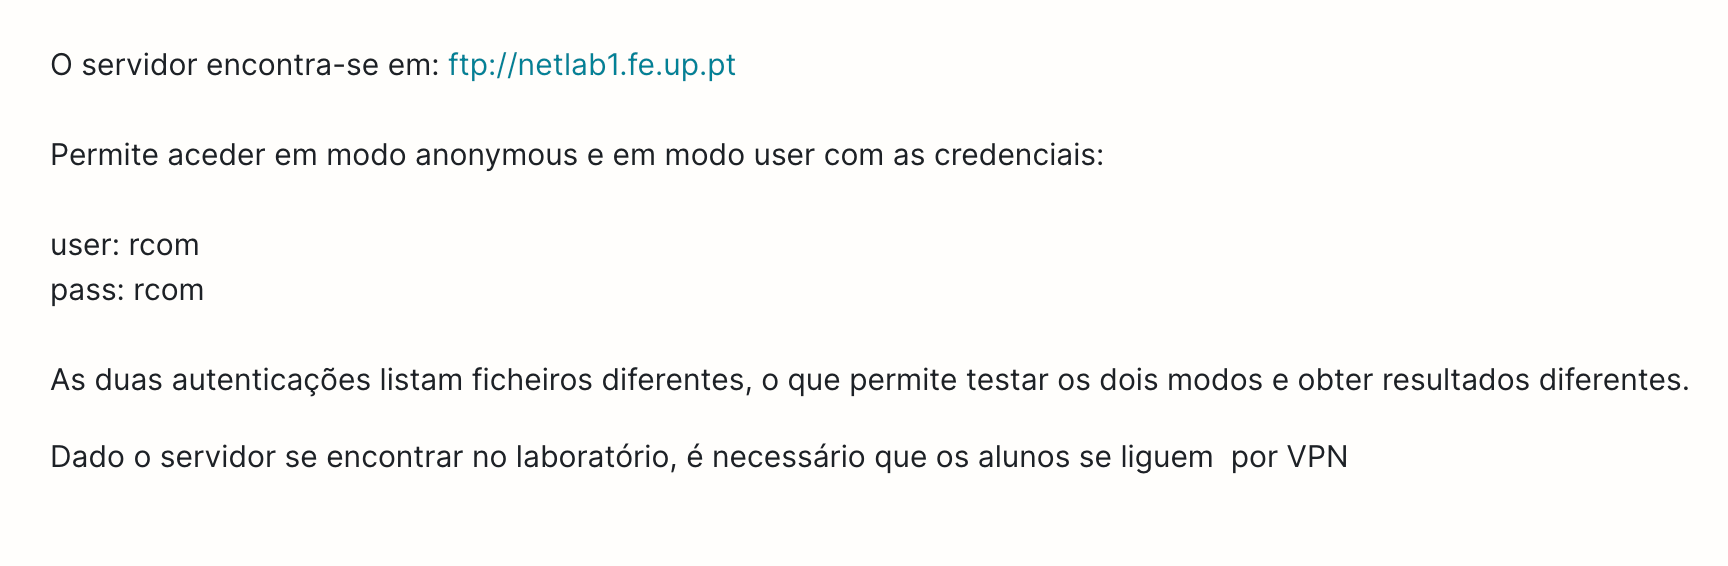 O servidor encontra-se em: ftp://netlab1.fe.up.pt
Permite aceder em modo anonymous e em modo user com as credenciais:
user: rcom
pass: rcom
As duas autenticações listam ficheiros diferentes, o que permite testar os dois modos e obter resultados diferentes.
Dado o servidor se encontrar no laboratório, é necessário que os alunos se liguem  por VPN